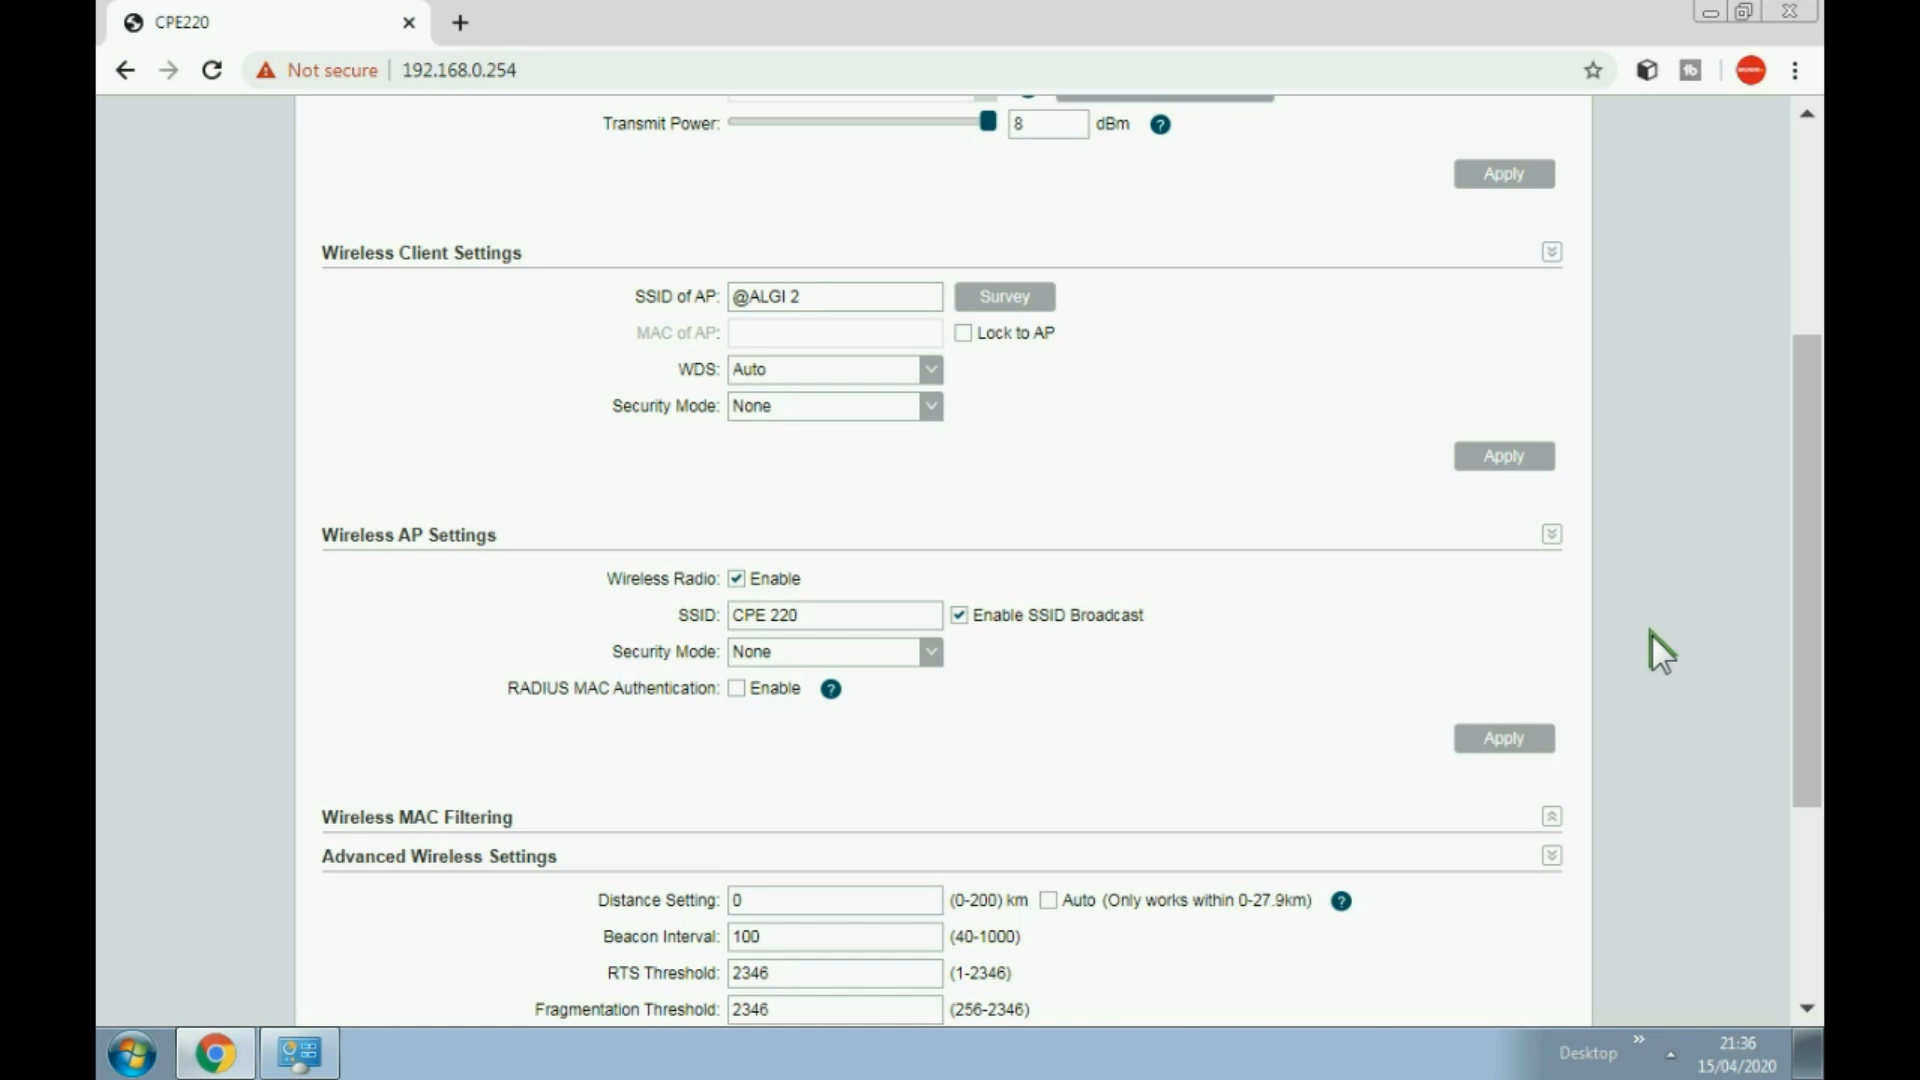 CPE220
Not secure 192.168.0.254
Transmit Power: 8 dBm ?
Apply
Wireless Client Settings
SSID of AP: @ALGI 2 Survey
MAC of AP: Lock to AP
WDS: Auto
Security Mode: None
Apply
Wireless AP Settings
Wireless Radio: Enable
SSID: CPE 220 Enable SSID Broadcast
Security Mode: None
RADIUS MAC Authentication: Enable ?
Apply
Wireless MAC Filtering
Advanced Wireless Settings
Distance Setting: 0 (0-200) km Auto (Only works within 0-27.9km) ?
Beacon Interval: 100 (40-1000)
RTS Threshold: 2346 (1-2346)
Fragmentation Threshold: 2346 (256-2346)
Desktop » 21:36
15/04/2020